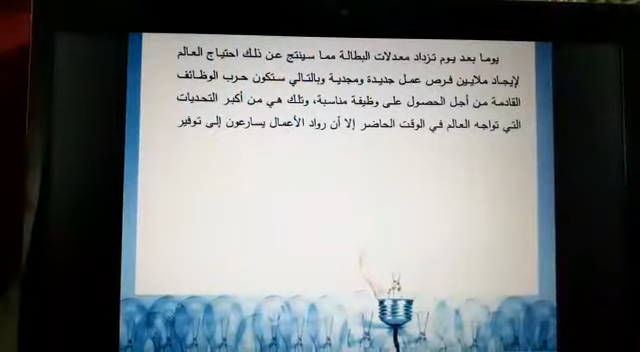 يوما بعد يوم تزداد معدلات البطالة مما سينتج عن ذلك احتياج العالم
لإيجاد ملايين فرص عمل جديدة ومجدية وبالتالي ستكون حرب الوظائف
القادمة من أجل الحصول على وظيفة مناسبة، وتلك هي من أكبر التحديات
التي تواجه العالم في الوقت الحاضر إلا أن رواد الأعمال يسارعون إلى توفير